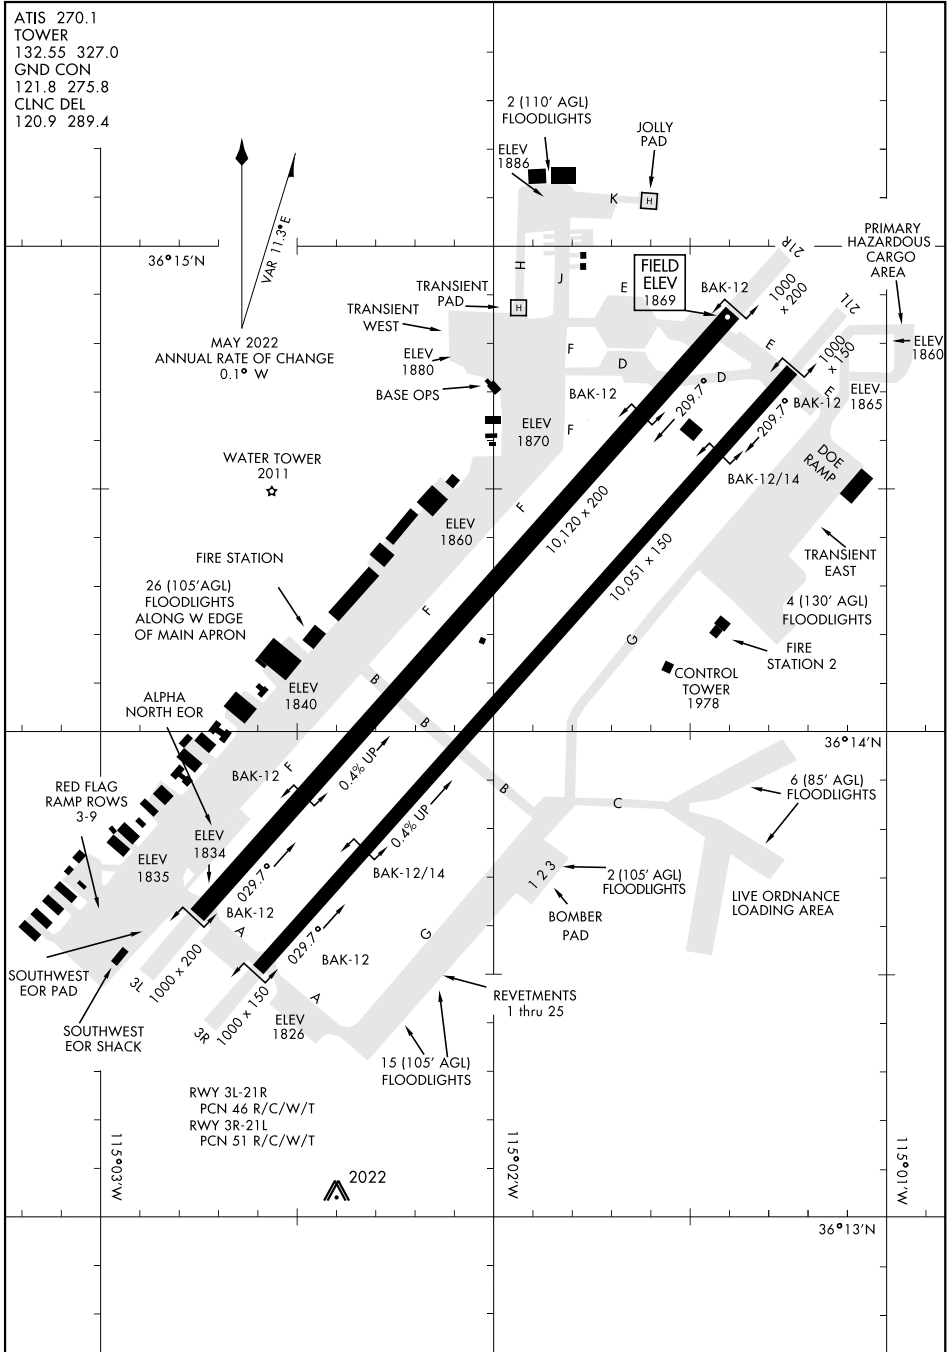 ATIS 270.1
TOWER
132.55 327.0
GND CON
121.8 275.8
CLNC DEL
120.9 289.4
2 (110' AGL)
FLOODLIGHTS
JOLLY
PAD
ELEV
1886
K
H
VAR 11.3° E
36°15'N
MAY 2022
ANNUAL RATE OF CHANGE
0.1° W
H
J
TRANSIENT
PAD
H
TRANSIENT
WEST
ELEV
1880
BASE OPS
E
FIELD
ELEV
1869
BAK-12
21R
1000
x 200
PRIMARY
HAZARDOUS
CARGO
AREA
21L
1000
x 150
ELEV
1860
F
D
E
D
E
ELEV
1865
BAK-12
209.7°
209.7°
BAK-12
F
ELEV
1870
BAK-12/14
DOE
RAMP
WATER TOWER
2011
ELEV
1860
F
10,120 x 200
10,051 x 150
TRANSIENT
EAST
FIRE STATION
26 (105'AGL)
FLOODLIGHTS
ALONG W EDGE
OF MAIN APRON
F
G
4 (130' AGL)
FLOODLIGHTS
FIRE
STATION 2
CONTROL
TOWER
1978
B
B
ELEV
1840
ALPHA
NORTH EOR
36°14'N
BAK-12
F
0.4% UP
0.4% UP
B
C
6 (85' AGL)
FLOODLIGHTS
RED FLAG
RAMP ROWS
3-9
ELEV
1834
ELEV
1835
029.7°
BAK-12/14
1 2 3
2 (105' AGL)
FLOODLIGHTS
BOMBER
PAD
LIVE ORDNANCE
LOADING AREA
BAK-12
A
029.7°
BAK-12
G
SOUTHWEST
EOR PAD
3L
1000 x 200
3R
1000 x 150
A
ELEV
1826
REVETMENTS
1 thru 25
SOUTHWEST
EOR SHACK
15 (105' AGL)
FLOODLIGHTS
RWY 3L-21R
PCN 46 R/C/W/T
RWY 3R-21L
PCN 51 R/C/W/T
115°03'W
115°02'W
115°01'W
2022
36°13'N